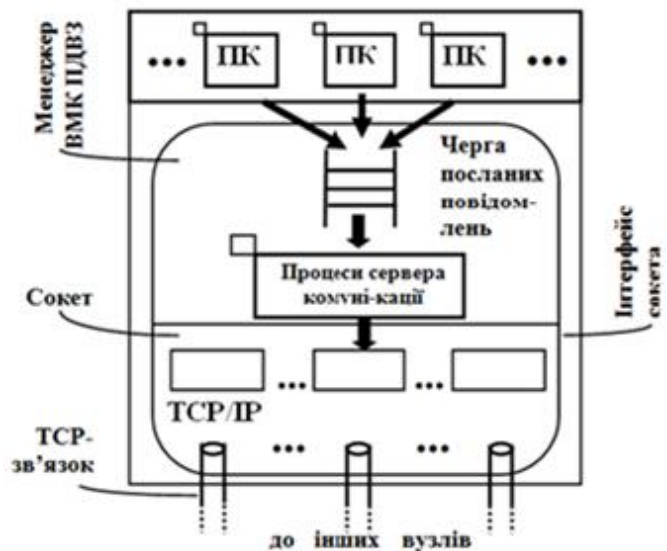 ПК ПК ПК
Менеджер
ВМК ПДВЗ
Черга
посланих
повідом-
лень
Процеси сервера
комуні-кації
Інтерфейс
сокета
Сокет
TCP/IP
TCP-
зв’язок
до інших вузлів